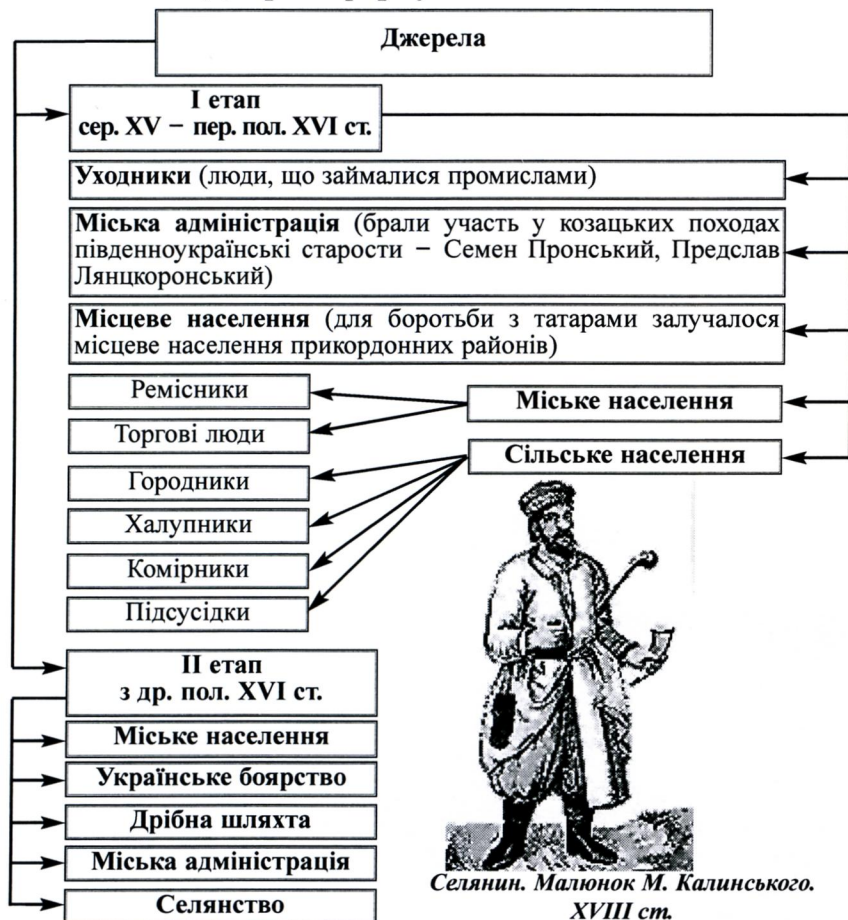 Джерела
I етап
сер. XV – пер. пол. XVI ст.
Уходники (люди, що займалися промислами)
Міська адміністрація (брали участь у козацьких походах
південноукраїнські старости – Семен Пронський, Предслав
Лянцкоронський)
Місцеве населення (для боротьби з татарами залучалося
місцеве населення прикордонних районів)
Ремісники
Міське населення
Торгові люди
Сільське населення
Городники
Халупники
Комірники
Підсусідки
II етап
з др. пол. XVI ст.
Міське населення
Українське боярство
Дрібна шляхта
Міська адміністрація
Селянство
Селянин. Малюнок М. Калинського.
XVIII ст.